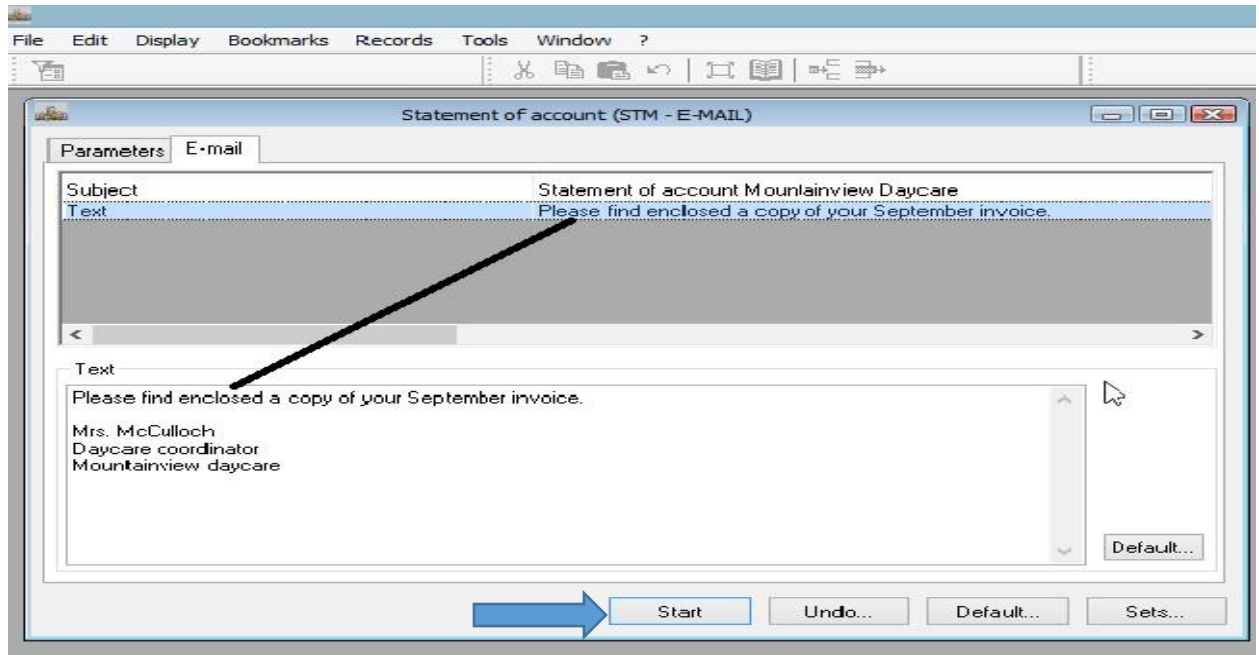 File Edit Display Bookmarks Records Tools Window ?
Statement of account (STM - E-MAIL)
Parameters E-mail
Subject Statement of account Mountainview Daycare
Text Please find enclosed a copy of your September invoice.
Text
Please find enclosed a copy of your September invoice.
Mrs. McCulloch
Daycare coordinator
Mountainview daycare
Default...
Start Undo... Default... Sets...